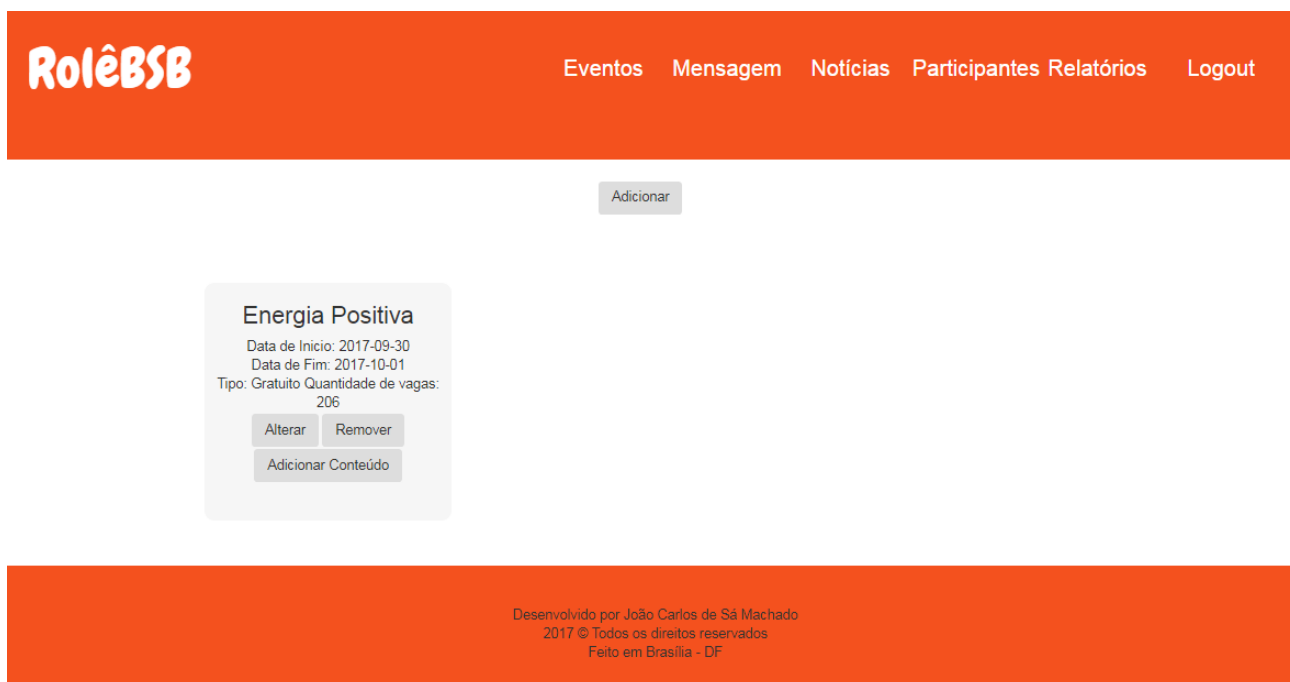 RolêBSB
Eventos Mensagem Notícias Participantes Relatórios Logout
Adicionar
Energia Positiva
Data de Inicio: 2017-09-30
Data de Fim: 2017-10-01
Tipo: Gratuito Quantidade de vagas:
206
Alterar Remover
Adicionar Conteúdo
Desenvolvido por João Carlos de Sá Machado
2017 © Todos os direitos reservados
Feito em Brasília - DF